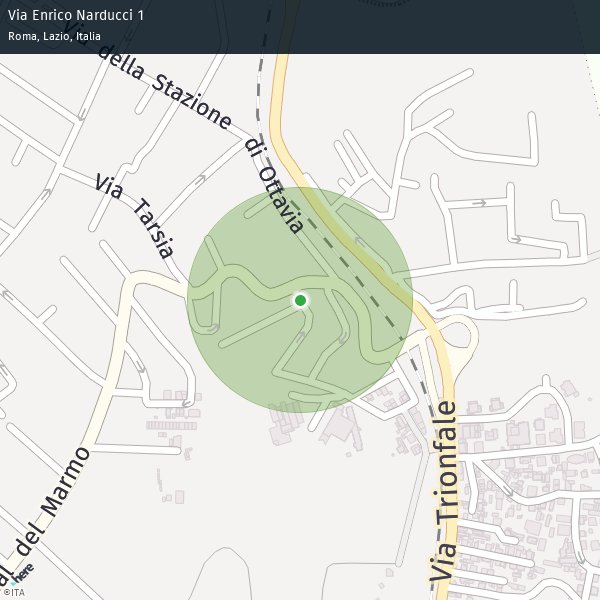 Via Enrico Narducci 1
Roma, Lazio, Italia
Via della Stazione di Ottavia
Via Tarsia
al del Marmo
Via Trionfale
here
©ITA